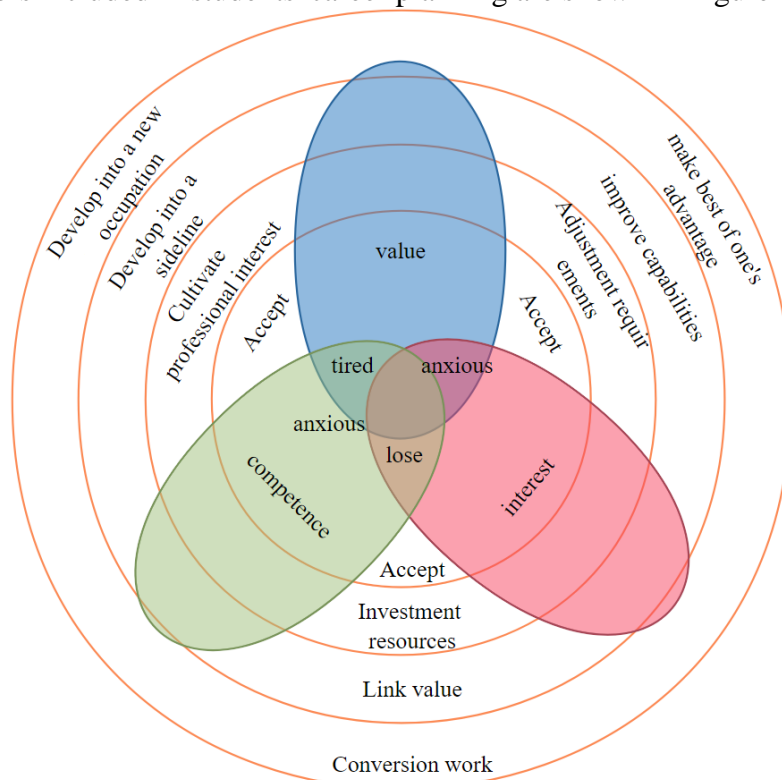 make best of one's
advantage
improve capabilities
Adjustment requir
ements
Accept
Develop into a new
occupation
Develop into a
sideline
Cultivate
professional interest
Accept
value
tired
anxious
anxious
lose
competence
interest
Accept
Investment
resources
Link value
Conversion work